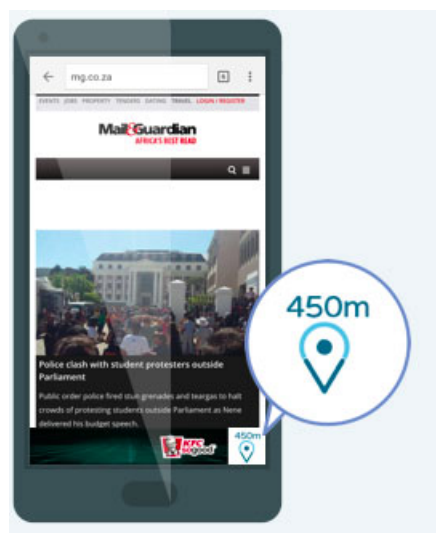 mg.co.za
EVENTS JOBS PROPERTY TENDERS DATING TRAVEL LOGIN / REGISTER
Mail&Guardian
AFRICA'S BEST READ
450m
Police clash with student protesters outside
Parliament
Public order police fired stun grenades and teargas to halt
crowds of protesting students outside Parliament as Nene
delivered his budget speech.
KFC
so good
450m